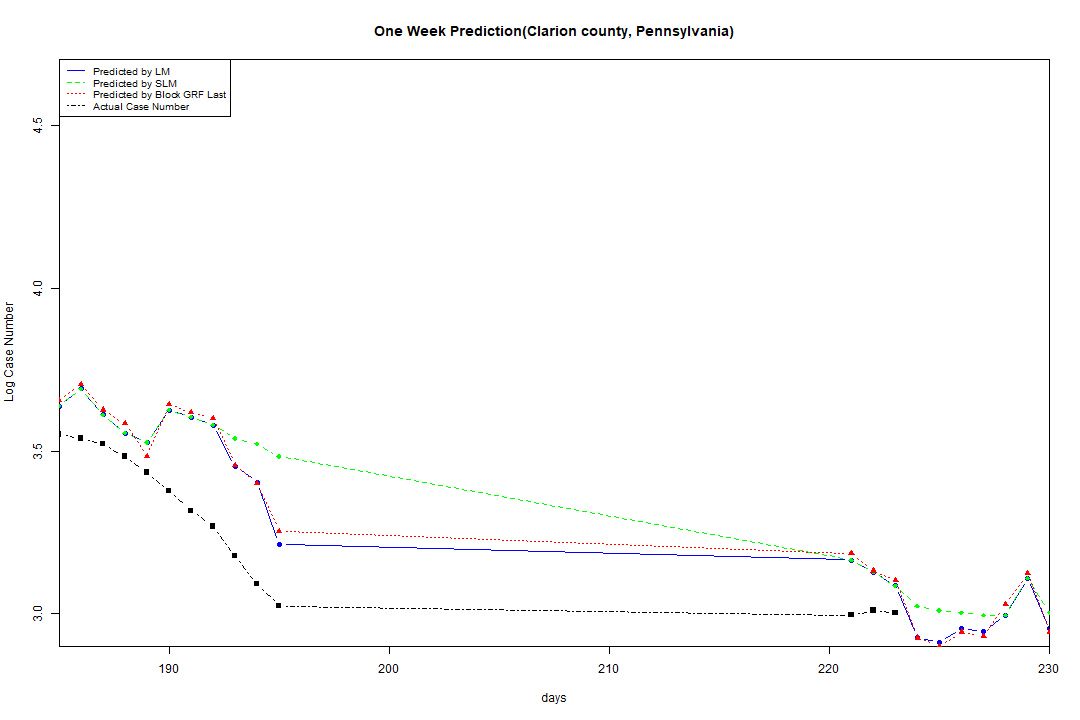 One Week Prediction(Clarion county, Pennsylvania)
Predicted by LM
Predicted by SLM
Predicted by Block GRF Last
Actual Case Number
4.5
4.0
3.5
3.0
Log Case Number
190
200
210
220
230
days